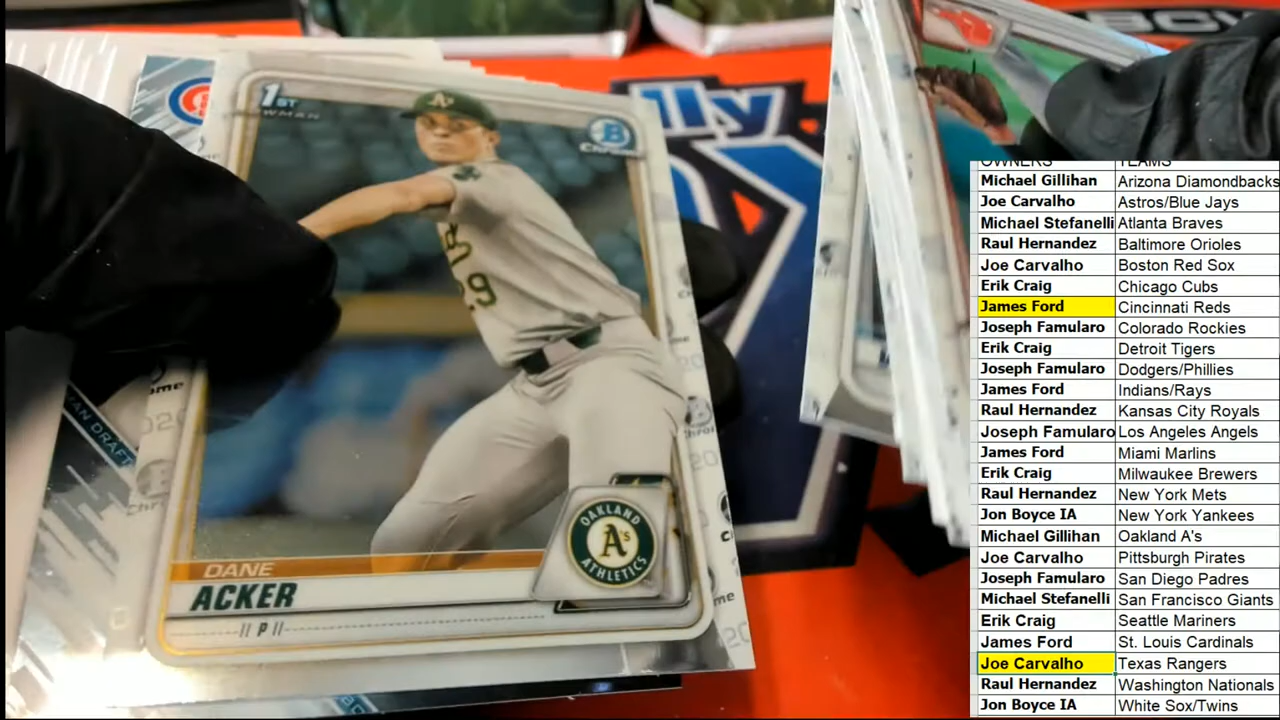 1ST
BOWMAN
B
Chrome
A's
29
OAKLAND
A's
ATHLETICS
DANE
ACKER
P
MAN DRAFT
lly
OWNERS TEAMS
Michael Gillihan Arizona Diamondbacks
Joe Carvalho Astros/Blue Jays
Michael Stefanelli Atlanta Braves
Raul Hernandez Baltimore Orioles
Joe Carvalho Boston Red Sox
Erik Craig Chicago Cubs
James Ford Cincinnati Reds
Joseph Famularo Colorado Rockies
Erik Craig Detroit Tigers
Joseph Famularo Dodgers/Phillies
James Ford Indians/Rays
Raul Hernandez Kansas City Royals
Joseph Famularo Los Angeles Angels
James Ford Miami Marlins
Erik Craig Milwaukee Brewers
Raul Hernandez New York Mets
Jon Boyce IA New York Yankees
Michael Gillihan Oakland A's
Joe Carvalho Pittsburgh Pirates
Joseph Famularo San Diego Padres
Michael Stefanelli San Francisco Giants
Erik Craig Seattle Mariners
James Ford St. Louis Cardinals
Joe Carvalho Texas Rangers
Raul Hernandez Washington Nationals
Jon Boyce IA White Sox/Twins